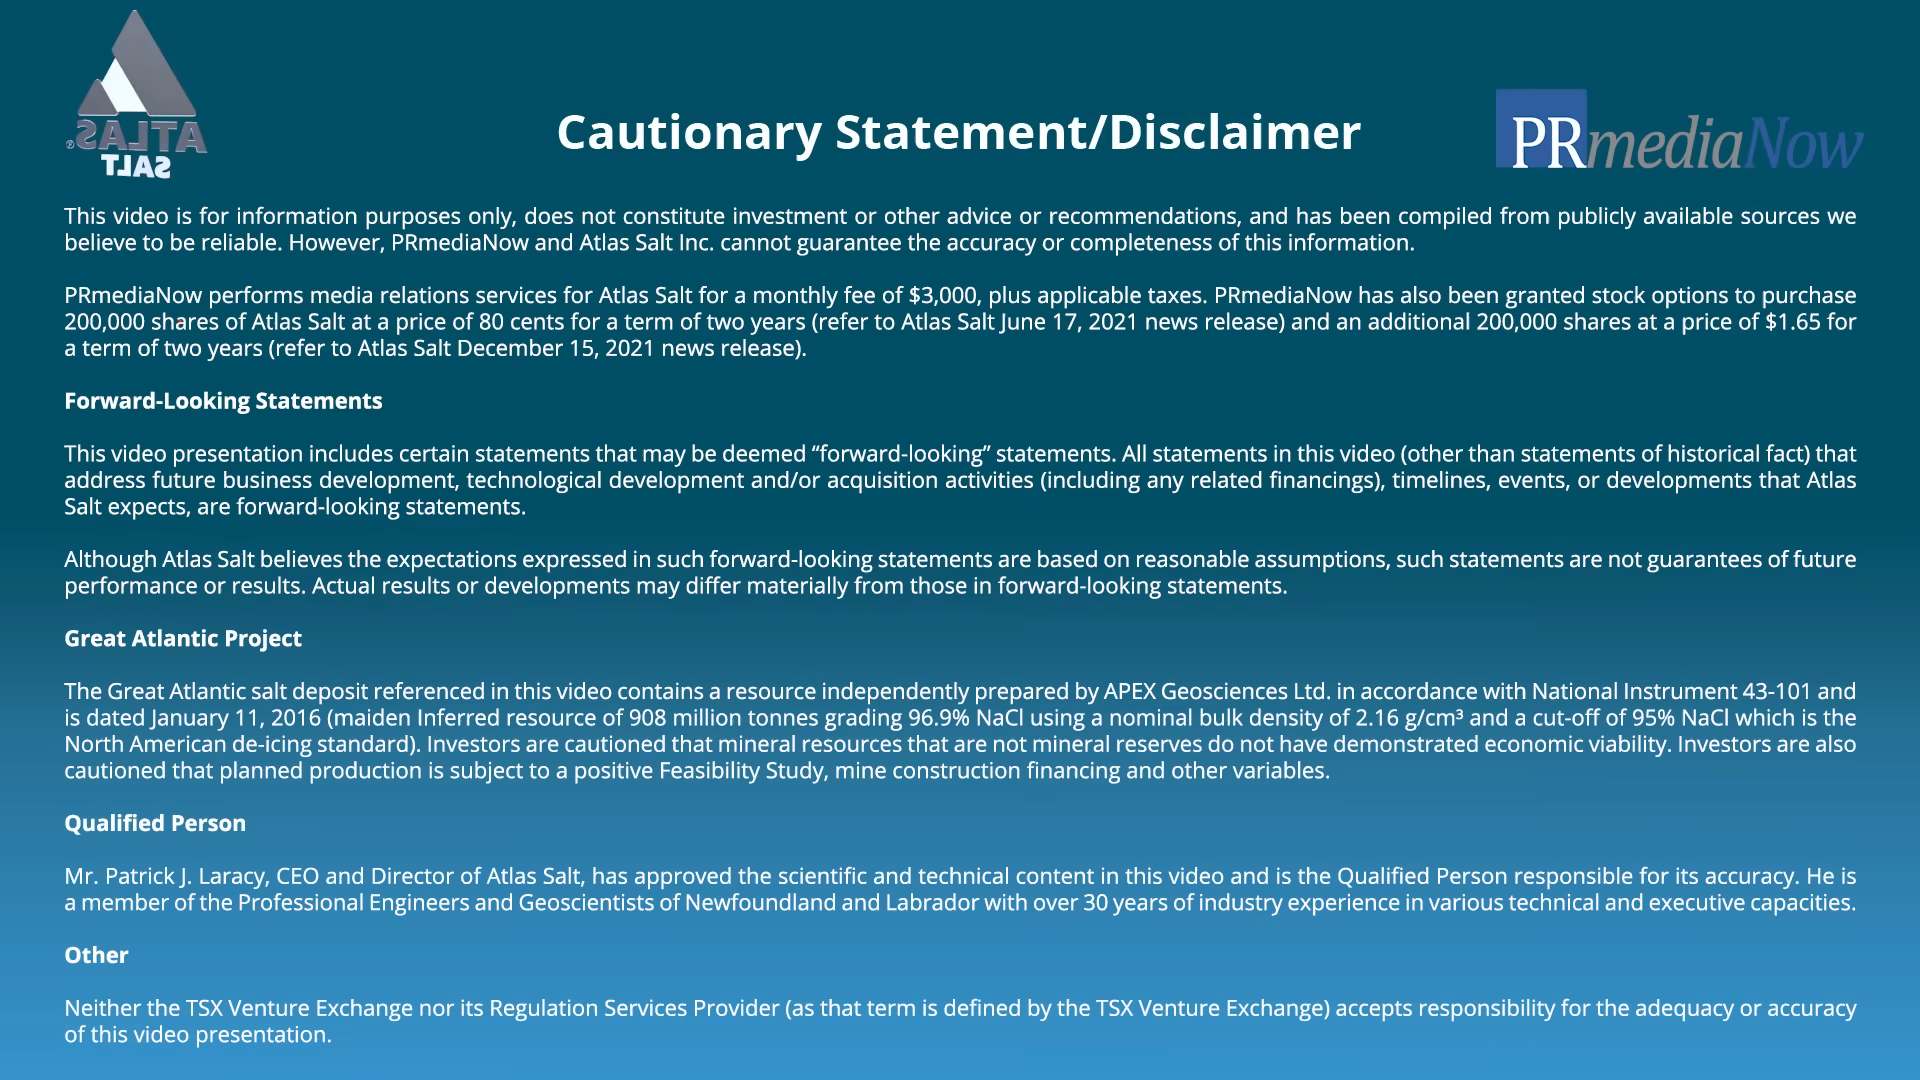 ATLAS®
SALT
Cautionary Statement/Disclaimer
PRmediaNow
This video is for information purposes only, does not constitute investment or other advice or recommendations, and has been compiled from publicly available sources we
believe to be reliable. However, PRmediaNow and Atlas Salt Inc. cannot guarantee the accuracy or completeness of this information.
PRmediaNow performs media relations services for Atlas Salt for a monthly fee of $3,000, plus applicable taxes. PRmediaNow has also been granted stock options to purchase
200,000 shares of Atlas Salt at a price of 80 cents for a term of two years (refer to Atlas Salt June 17, 2021 news release) and an additional 200,000 shares at a price of $1.65 for
a term of two years (refer to Atlas Salt December 15, 2021 news release).
Forward-Looking Statements
This video presentation includes certain statements that may be deemed “forward-looking” statements. All statements in this video (other than statements of historical fact) that
address future business development, technological development and/or acquisition activities (including any related financings), timelines, events, or developments that Atlas
Salt expects, are forward-looking statements.
Although Atlas Salt believes the expectations expressed in such forward-looking statements are based on reasonable assumptions, such statements are not guarantees of future
performance or results. Actual results or developments may differ materially from those in forward-looking statements.
Great Atlantic Project
The Great Atlantic salt deposit referenced in this video contains a resource independently prepared by APEX Geosciences Ltd. in accordance with National Instrument 43-101 and
is dated January 11, 2016 (maiden Inferred resource of 908 million tonnes grading 96.9% NaCl using a nominal bulk density of 2.16 g/cm³ and a cut-off of 95% NaCl which is the
North American de-icing standard). Investors are cautioned that mineral resources that are not mineral reserves do not have demonstrated economic viability. Investors are also
cautioned that planned production is subject to a positive Feasibility Study, mine construction financing and other variables.
Qualified Person
Mr. Patrick J. Laracy, CEO and Director of Atlas Salt, has approved the scientific and technical content in this video and is the Qualified Person responsible for its accuracy. He is
a member of the Professional Engineers and Geoscientists of Newfoundland and Labrador with over 30 years of industry experience in various technical and executive capacities.
Other
Neither the TSX Venture Exchange nor its Regulation Services Provider (as that term is defined by the TSX Venture Exchange) accepts responsibility for the adequacy or accuracy
of this video presentation.